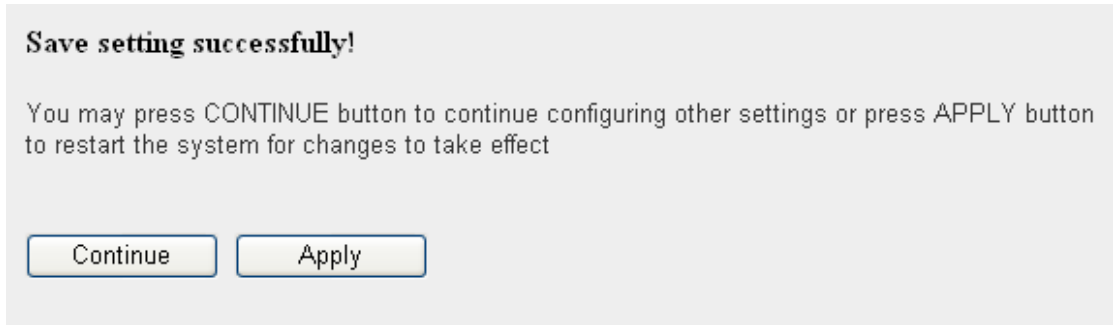 Save setting successfully!
You may press CONTINUE button to continue configuring other settings or press APPLY button
to restart the system for changes to take effect
Continue Apply